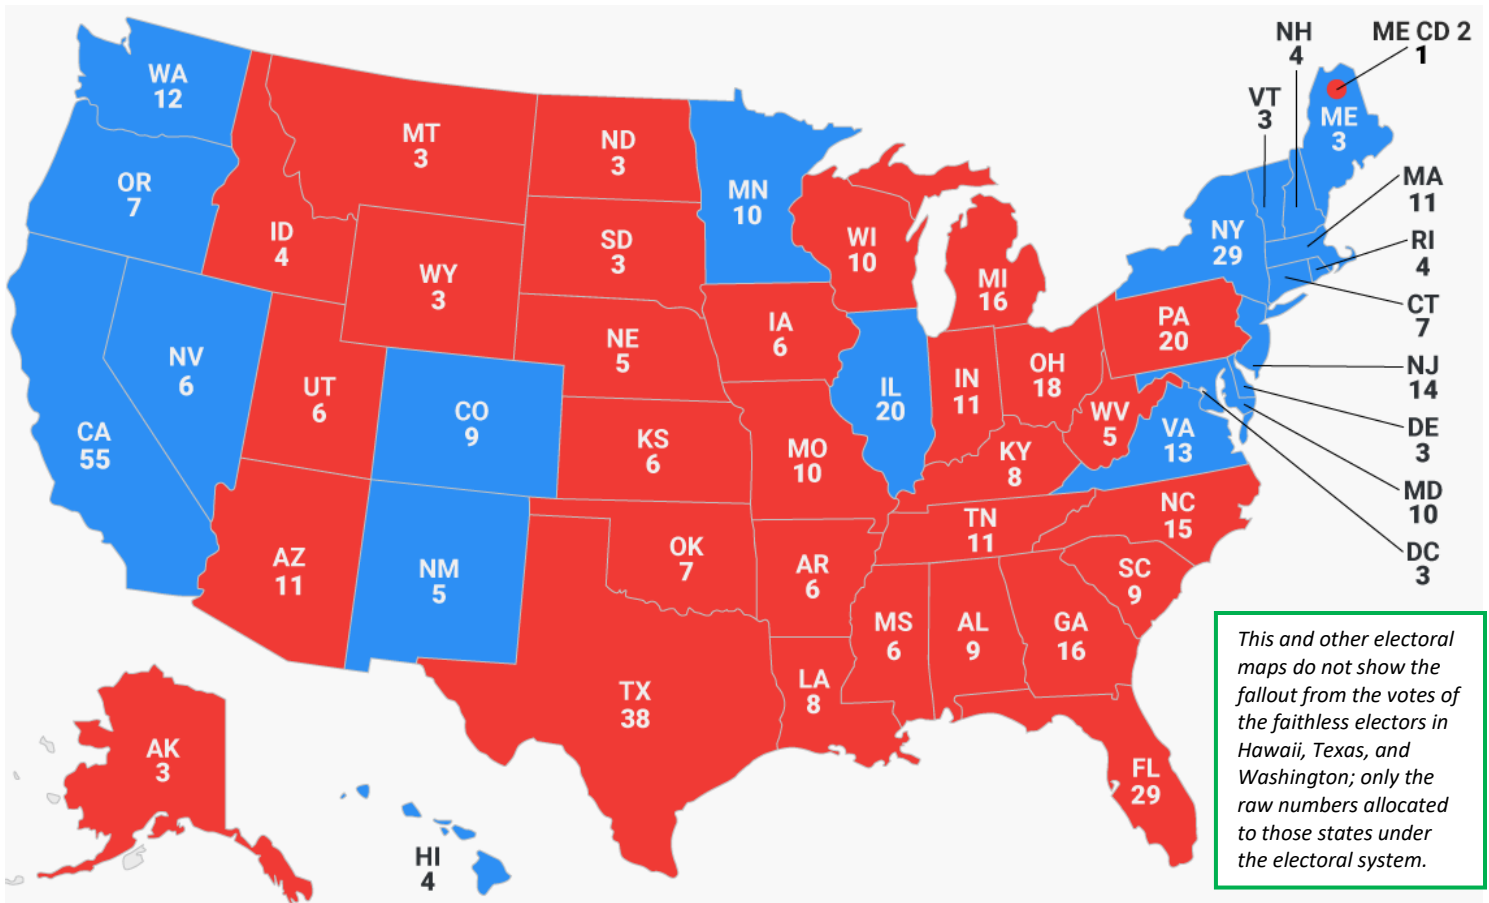 NH
4
ME CD 2
1
VT
3
WA
12
ME
3
MT
3
ND
3
OR
7
MN
10
MA
11
ID
4
SD
3
WI
10
NY
29
RI
4
WY
3
MI
16
CT
7
IA
6
PA
20
NE
5
NV
6
OH
18
NJ
14
UT
6
IN
11
IL
20
CO
9
WV
5
VA
13
DE
3
CA
55
KS
6
MO
10
KY
8
MD
10
NC
15
TN
11
DC
3
AZ
11
NM
5
OK
7
AR
6
SC
9
MS
6
AL
9
GA
16
TX
38
LA
8
AK
3
FL
29
HI
4
This and other electoral
maps do not show the
fallout from the votes of
the faithless electors in
Hawaii, Texas, and
Washington; only the
raw numbers allocated
to those states under
the electoral system.